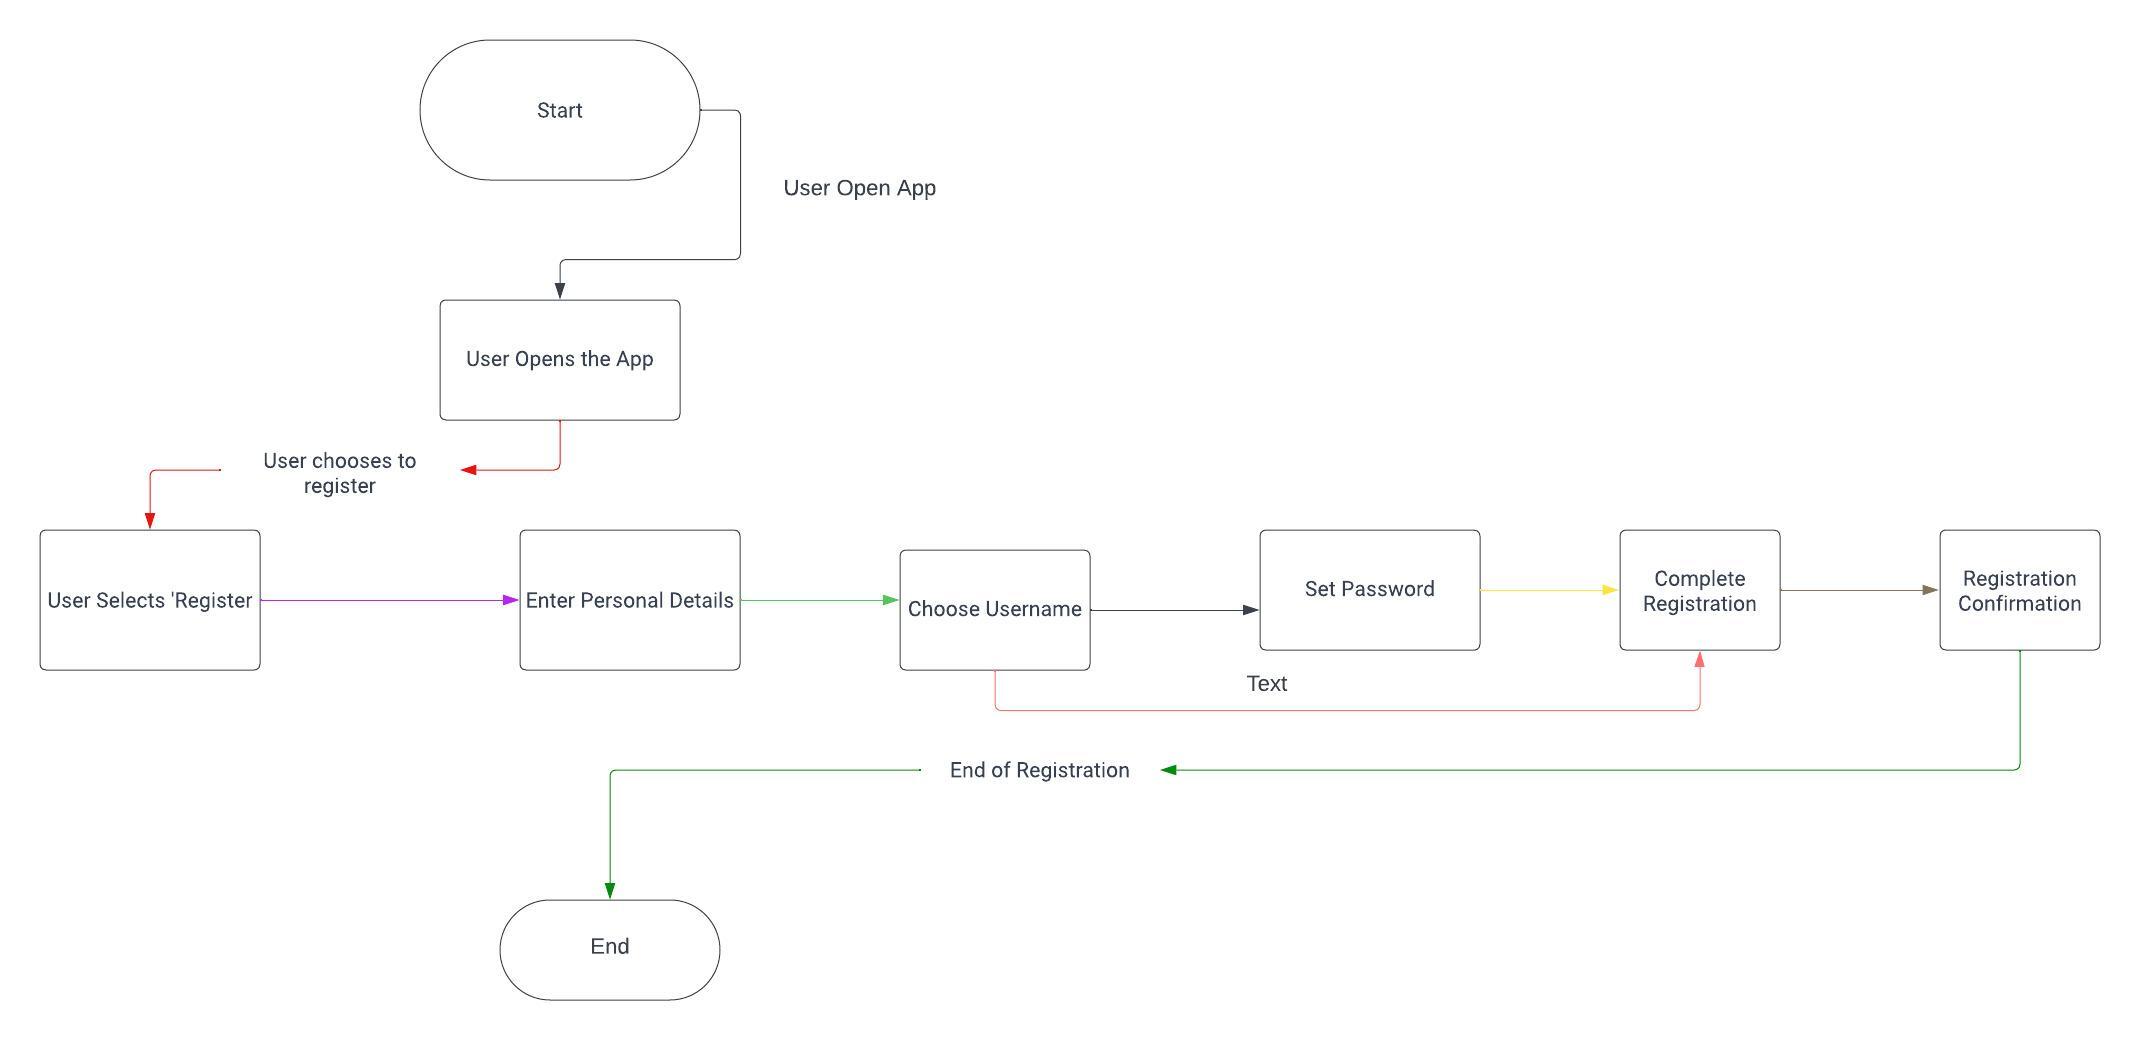 Start
User Open App
User Opens the App
User chooses to
register
User Selects 'Register
Enter Personal Details
Choose Username
Set Password
Complete
Registration
Registration
Confirmation
Text
End of Registration
End